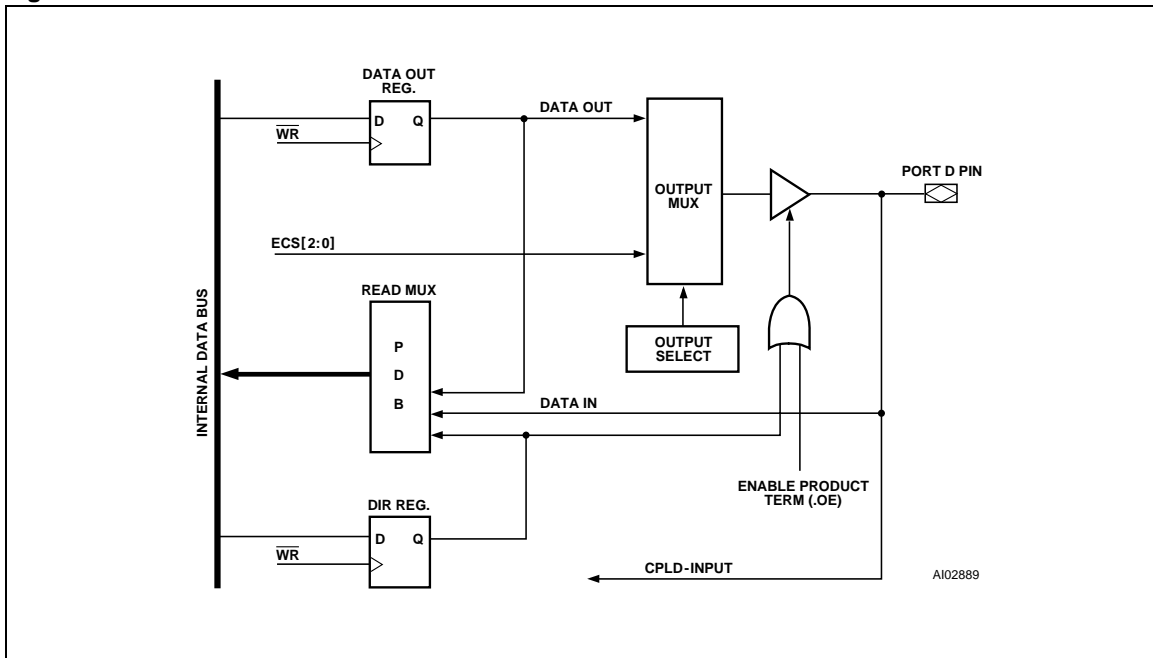 DATA OUT
REG.
D Q
WR
DATA OUT
OUTPUT
MUX
PORT D PIN
ECS[2:0]
READ MUX
P
D
B
OUTPUT
SELECT
INTERNAL DATA BUS
DATA IN
ENABLE PRODUCT
TERM (.OE)
DIR REG.
D Q
WR
CPLD-INPUT
AI02889